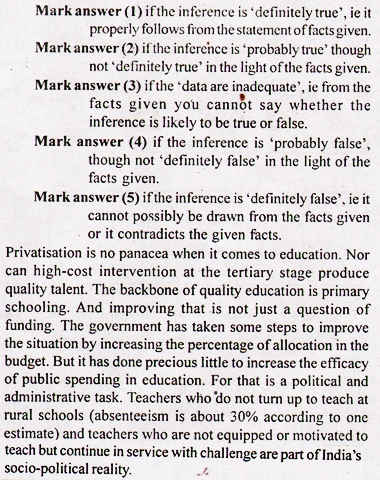 Mark answer (1) if the inference is 'definitely true', ie it
properly follows from the statement of facts given.
Mark answer (2) if the inference is 'probably true' though
not 'definitely true' in the light of the facts given.
Mark answer (3) if the 'data are inadequate', ie from the
facts given you cannot say whether the
inference is likely to be true or false.
Mark answer (4) if the inference is 'probably false',
though not 'definitely false' in the light of the
facts given.
Mark answer (5) if the inference is 'definitely false', ie it
cannot possibly be drawn from the facts given
or it contradicts the given facts.
Privatisation is no panacea when it comes to education. Nor
can high-cost intervention at the tertiary stage produce
quality talent. The backbone of quality education is primary
schooling. And improving that is not just a question of
funding. The government has taken some steps to improve
the situation by increasing the percentage of allocation in the
budget. But it has done precious little to increase the efficacy
of public spending in education. For that is a political and
administrative task. Teachers who do not turn up to teach at
rural schools (absenteeism is about 30% according to one
estimate) and teachers who are not equipped or motivated to
teach but continue in service with challenge are part of India's
socio-political reality.